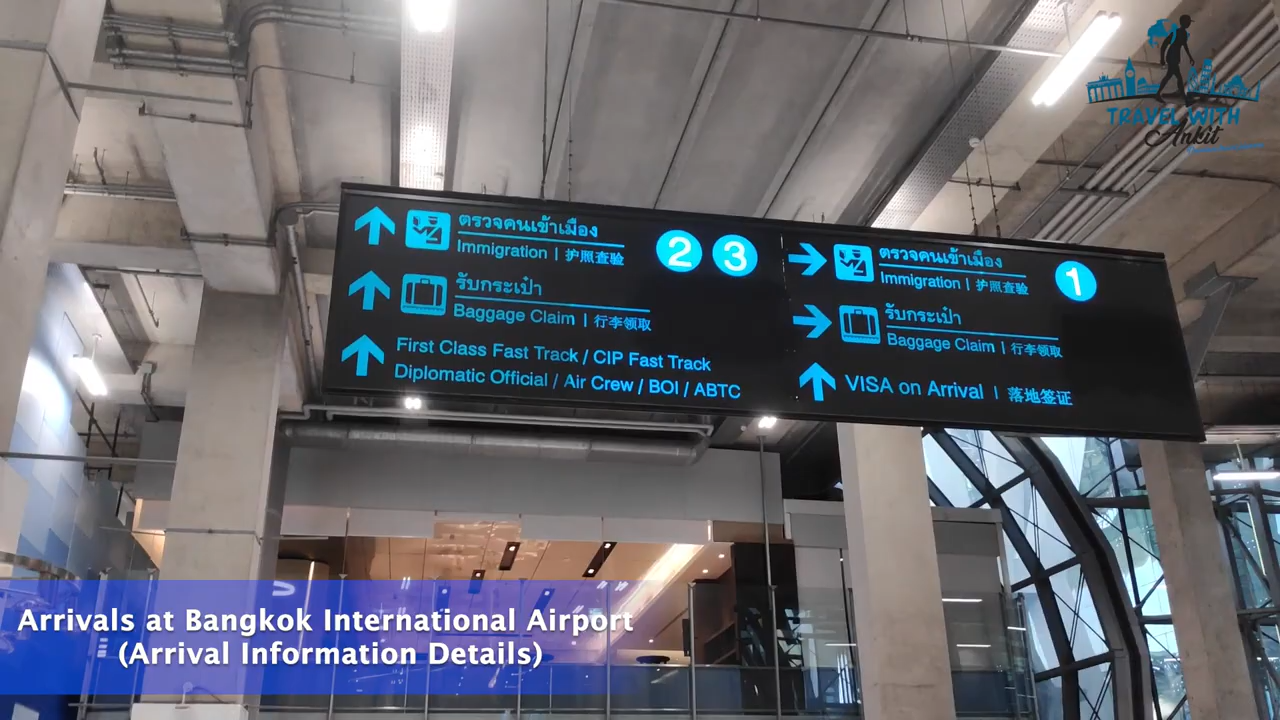 ตรวจคนเข้าเมือง
Immigration | 护照查验
2 3
รับกระเป๋า
Baggage Claim | 行李领取
First Class Fast Track / CIP Fast Track
Diplomatic Official / Air Crew / BOI / ABTC
ตรวจคนเข้าเมือง
Immigration | 护照查验
1
รับกระเป๋า
Baggage Claim | 行李领取
VISA on Arrival | 落地签证
TRAVEL WITH
Ankit
Arrivals at Bangkok International Airport
(Arrival Information Details)